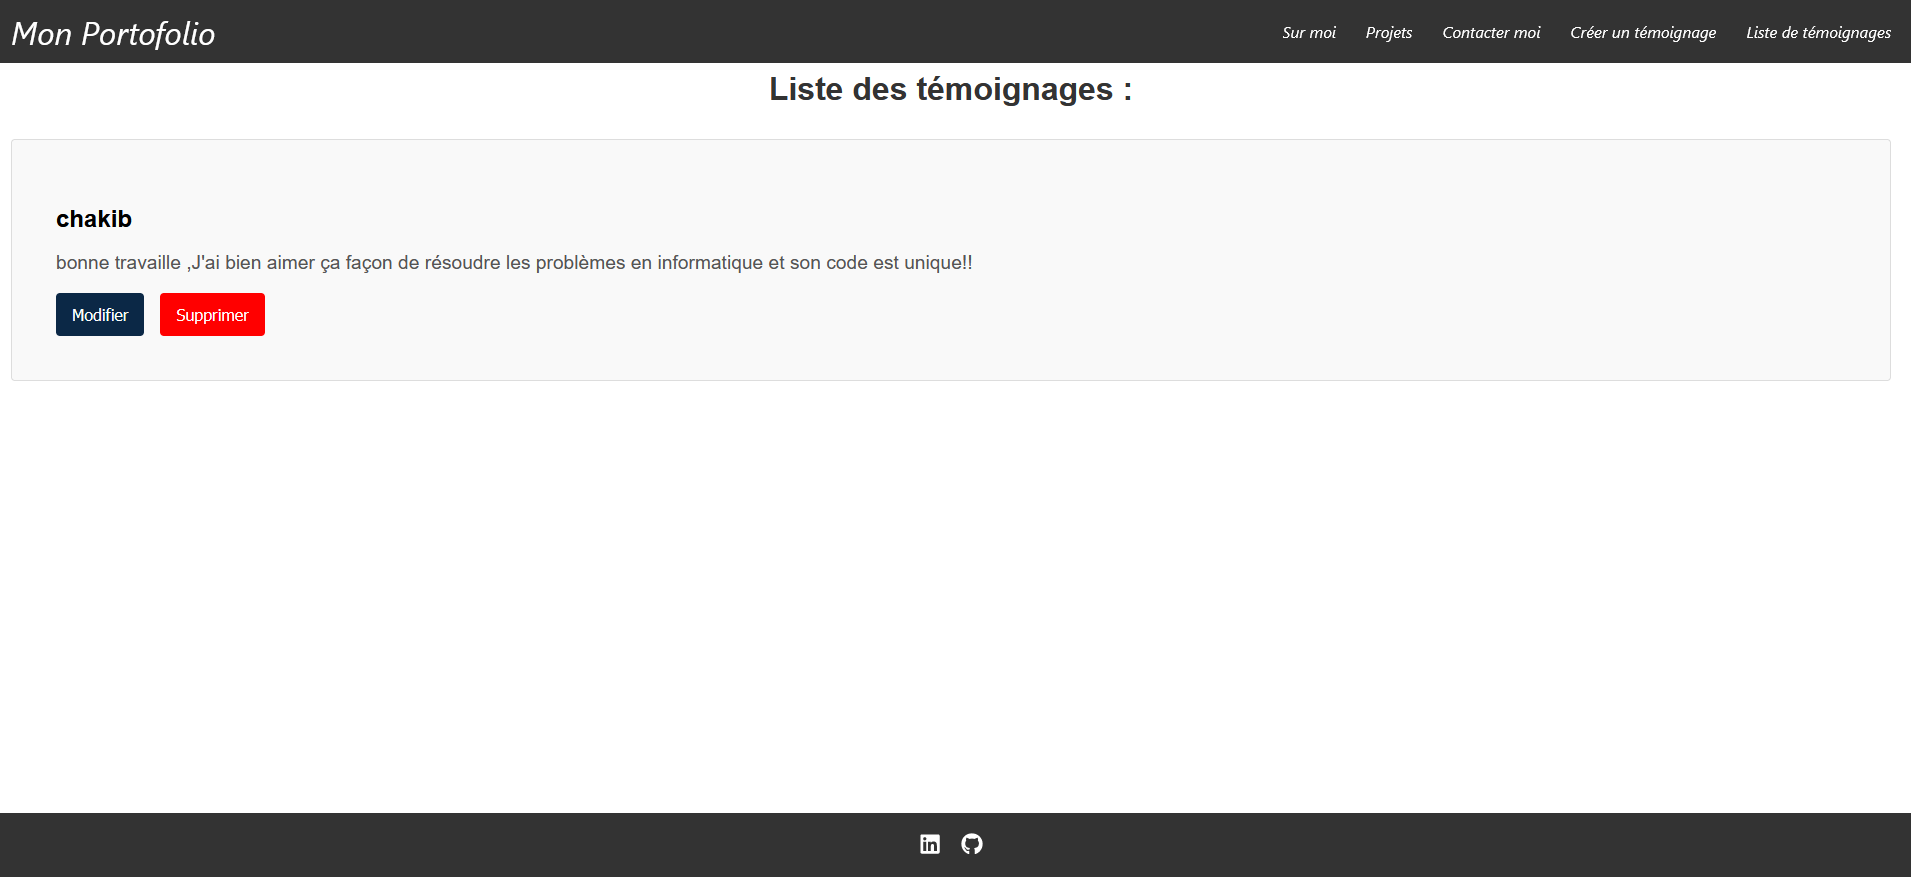 Mon Portofolio
Sur moi Projets Contacter moi Créer un témoignage Liste de témoignages
Liste des témoignages :
chakib
bonne travaille ,J'ai bien aimer ça façon de résoudre les problèmes en informatique et son code est unique!!
Modifier Supprimer